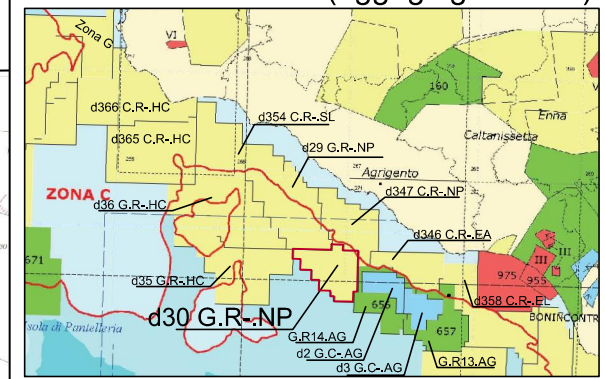 Zona G
VI
160
d366 C.R-.HC
d354 C.SL
d365 C.R-.HC
Enna
Caltanissetta
d29 G.R-.NP
Agrigento
ZONA C
d347 C.R-.NP
d36 G.R-.HC
d346 C.R-.EA
III
III
671
d35 G.R-.HC
975
955
d358 C.R-.EL
d30 G.R-.NP
656
BONINCONTR
Isola di Pantelleria
G.R14.AG
657
d2 G.C-.AG
d3 G.C-.AG
G.R13.AG